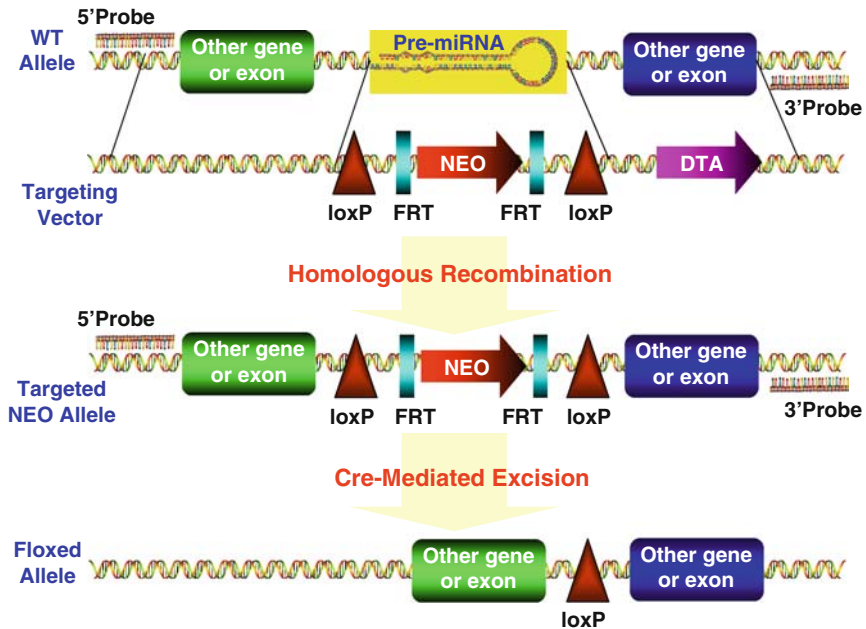 5'Probe
WT
Allele
Other gene
or exon
Pre-miRNA
Other gene
or exon
3'Probe
Targeting
Vector
loxP
FRT
NEO
FRT
loxP
DTA
Homologous Recombination
5'Probe
Targeted
NEO Allele
Other gene
or exon
loxP
FRT
NEO
FRT
loxP
Other gene
or exon
3'Probe
Cre-Mediated Excision
Floxed
Allele
Other gene
or exon
loxP
Other gene
or exon